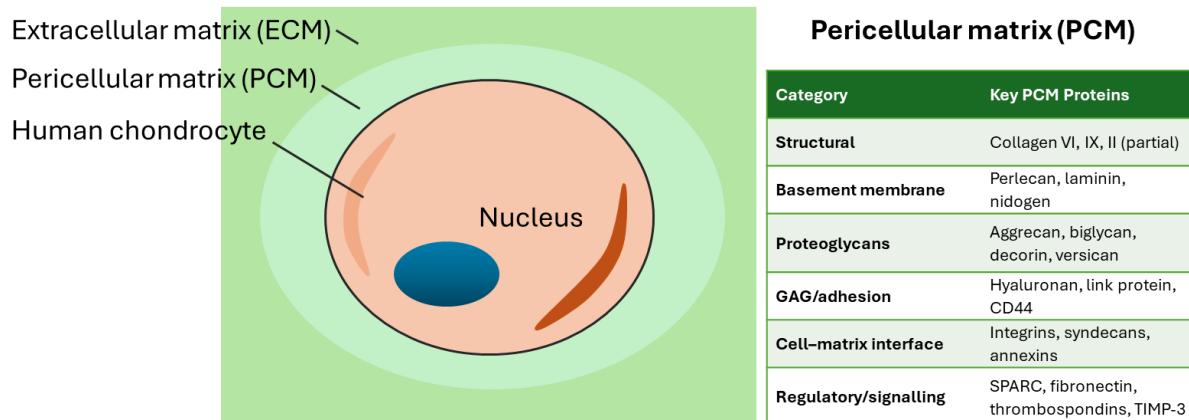 Extracellular matrix (ECM)
Pericellular matrix (PCM)
Human chondrocyte
Nucleus
Pericellular matrix (PCM)
Category Key PCM Proteins
Structural Collagen VI, IX, II (partial)
Basement membrane Perlecan, laminin,
nidogen
Proteoglycans Aggrecan, biglycan,
decorin, versican
GAG/adhesion Hyaluronan, link protein,
CD44
Cell–matrix interface Integrins, syndecans,
annexins
Regulatory/signalling SPARC, fibronectin,
thrombospondins, TIMP-3